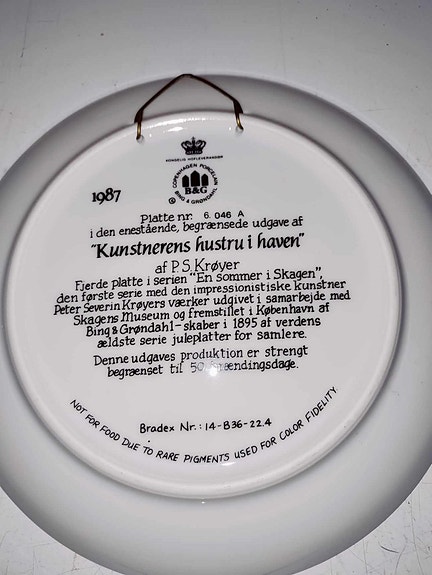 KONGELIG HOFLEVERANDØR
COPENHAGEN PORCELAIN
B&G
BING & GRØNDAHL
©
1987
Platte nr. 6 046 A
i den enestående, begrænsede udgave af
"Kunstnerens hustru i haven"
af P.S. Krøyer
Fjerde platte i serien "En sommer i Skagen",
den første serie med den impressionistiske kunstner
Peter Severin Krøyers værker udgivet i samarbejde med
Skagens Museum og fremstillet i København af
Bing & Grøndahl-skaber i 1895 af verdens
ældste serie juleplatter for samlere.
Denne udgaves produktion er strengt
begrænset til 50 brændingsdage.
Bradex Nr.: 14-B36-22.4
NOT FOR FOOD DUE TO RARE PIGMENTS USED FOR COLOR FIDELITY.